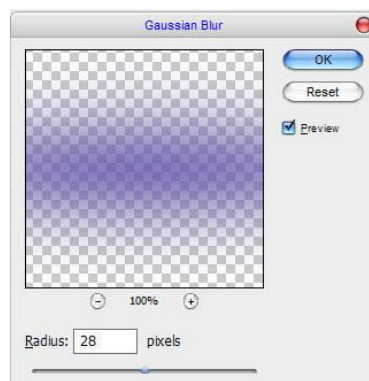 Gaussian Blur
OK
Reset
Preview
100%
Radius: 28 pixels